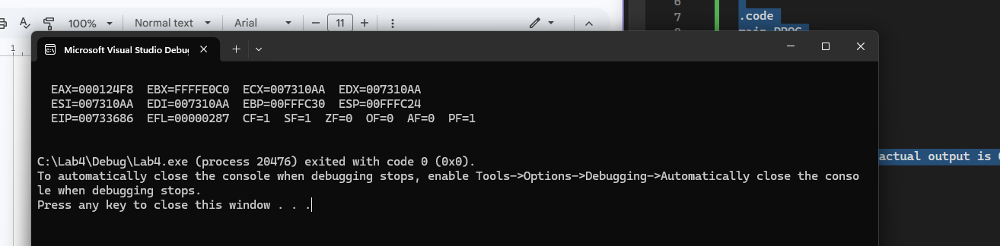 100% Normal text Arial 11
1
6
7 .code
main PROC
Microsoft Visual Studio Debu
EAX=000124F8 EBX=FFFFE0C0 ECX=007310AA EDX=007310AA
ESI=007310AA EDI=007310AA EBP=00FFFC30 ESP=00FFFC24
EIP=00733686 EFL=00000287 CF=1 SF=1 ZF=0 OF=0 AF=0 PF=1
C:\Lab4\Debug\Lab4.exe (process 20476) exited with code 0 (0x0).
To automatically close the console when debugging stops, enable Tools->Options->Debugging->Automatically close the conso
le when debugging stops.
Press any key to close this window . . .
actual output is